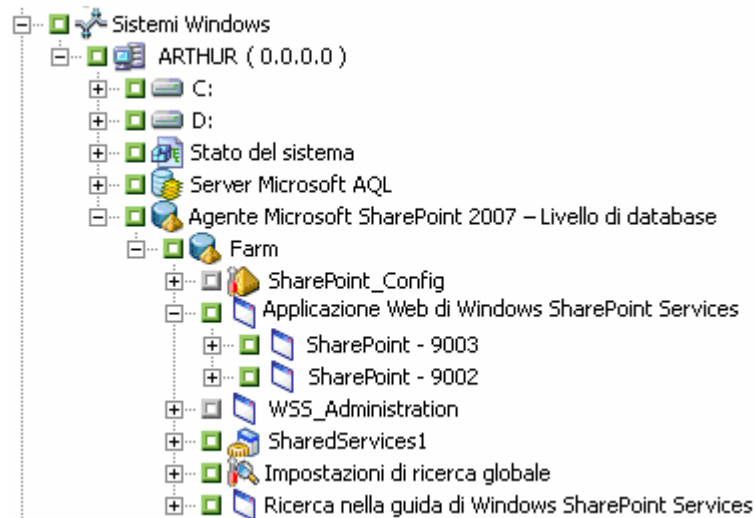 Sistemi Windows
ARTHUR ( 0.0.0.0 )
C:
D:
Stato del sistema
Server Microsoft AQL
Agente Microsoft SharePoint 2007 – Livello di database
Farm
SharePoint_Config
Applicazione Web di Windows SharePoint Services
SharePoint - 9003
SharePoint - 9002
WSS_Administration
SharedServices1
Impostazioni di ricerca globale
Ricerca nella guida di Windows SharePoint Services